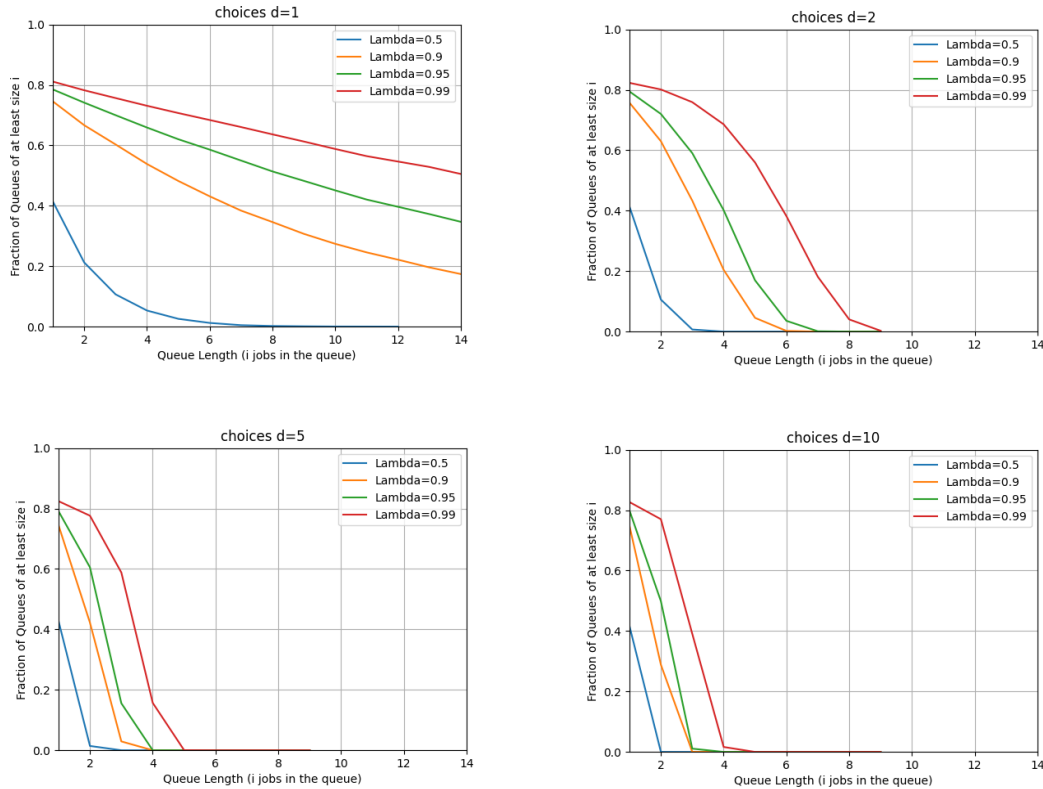 choices d=1
Fraction of Queues of at least size i
1.0
0.8
0.6
0.4
0.2
0.0
Lambda=0.5
Lambda=0.9
Lambda=0.95
Lambda=0.99
2 4 6 8 10 12 14
Queue Length (i jobs in the queue)
choices d=2
Fraction of Queues of at least size i
1.0
0.8
0.6
0.4
0.2
0.0
Lambda=0.5
Lambda=0.9
Lambda=0.95
Lambda=0.99
2 4 6 8 10 12 14
Queue Length (i jobs in the queue)
choices d=5
Fraction of Queues of at least size i
1.0
0.8
0.6
0.4
0.2
0.0
Lambda=0.5
Lambda=0.9
Lambda=0.95
Lambda=0.99
2 4 6 8 10 12 14
Queue Length (i jobs in the queue)
choices d=10
Fraction of Queues of at least size i
1.0
0.8
0.6
0.4
0.2
0.0
Lambda=0.5
Lambda=0.9
Lambda=0.95
Lambda=0.99
2 4 6 8 10 12 14
Queue Length (i jobs in the queue)